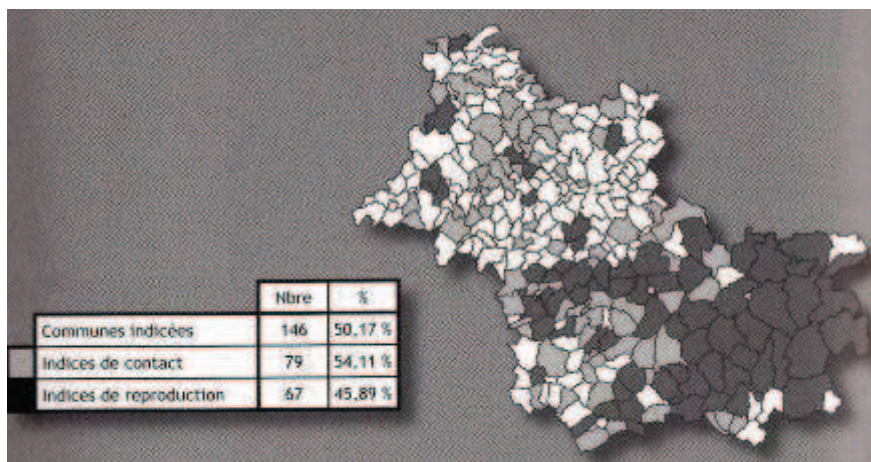 Nbre %
Communes indicées 146 50,17 %
Indices de contact 79 54,11 %
Indices de reproduction 67 45,89 %